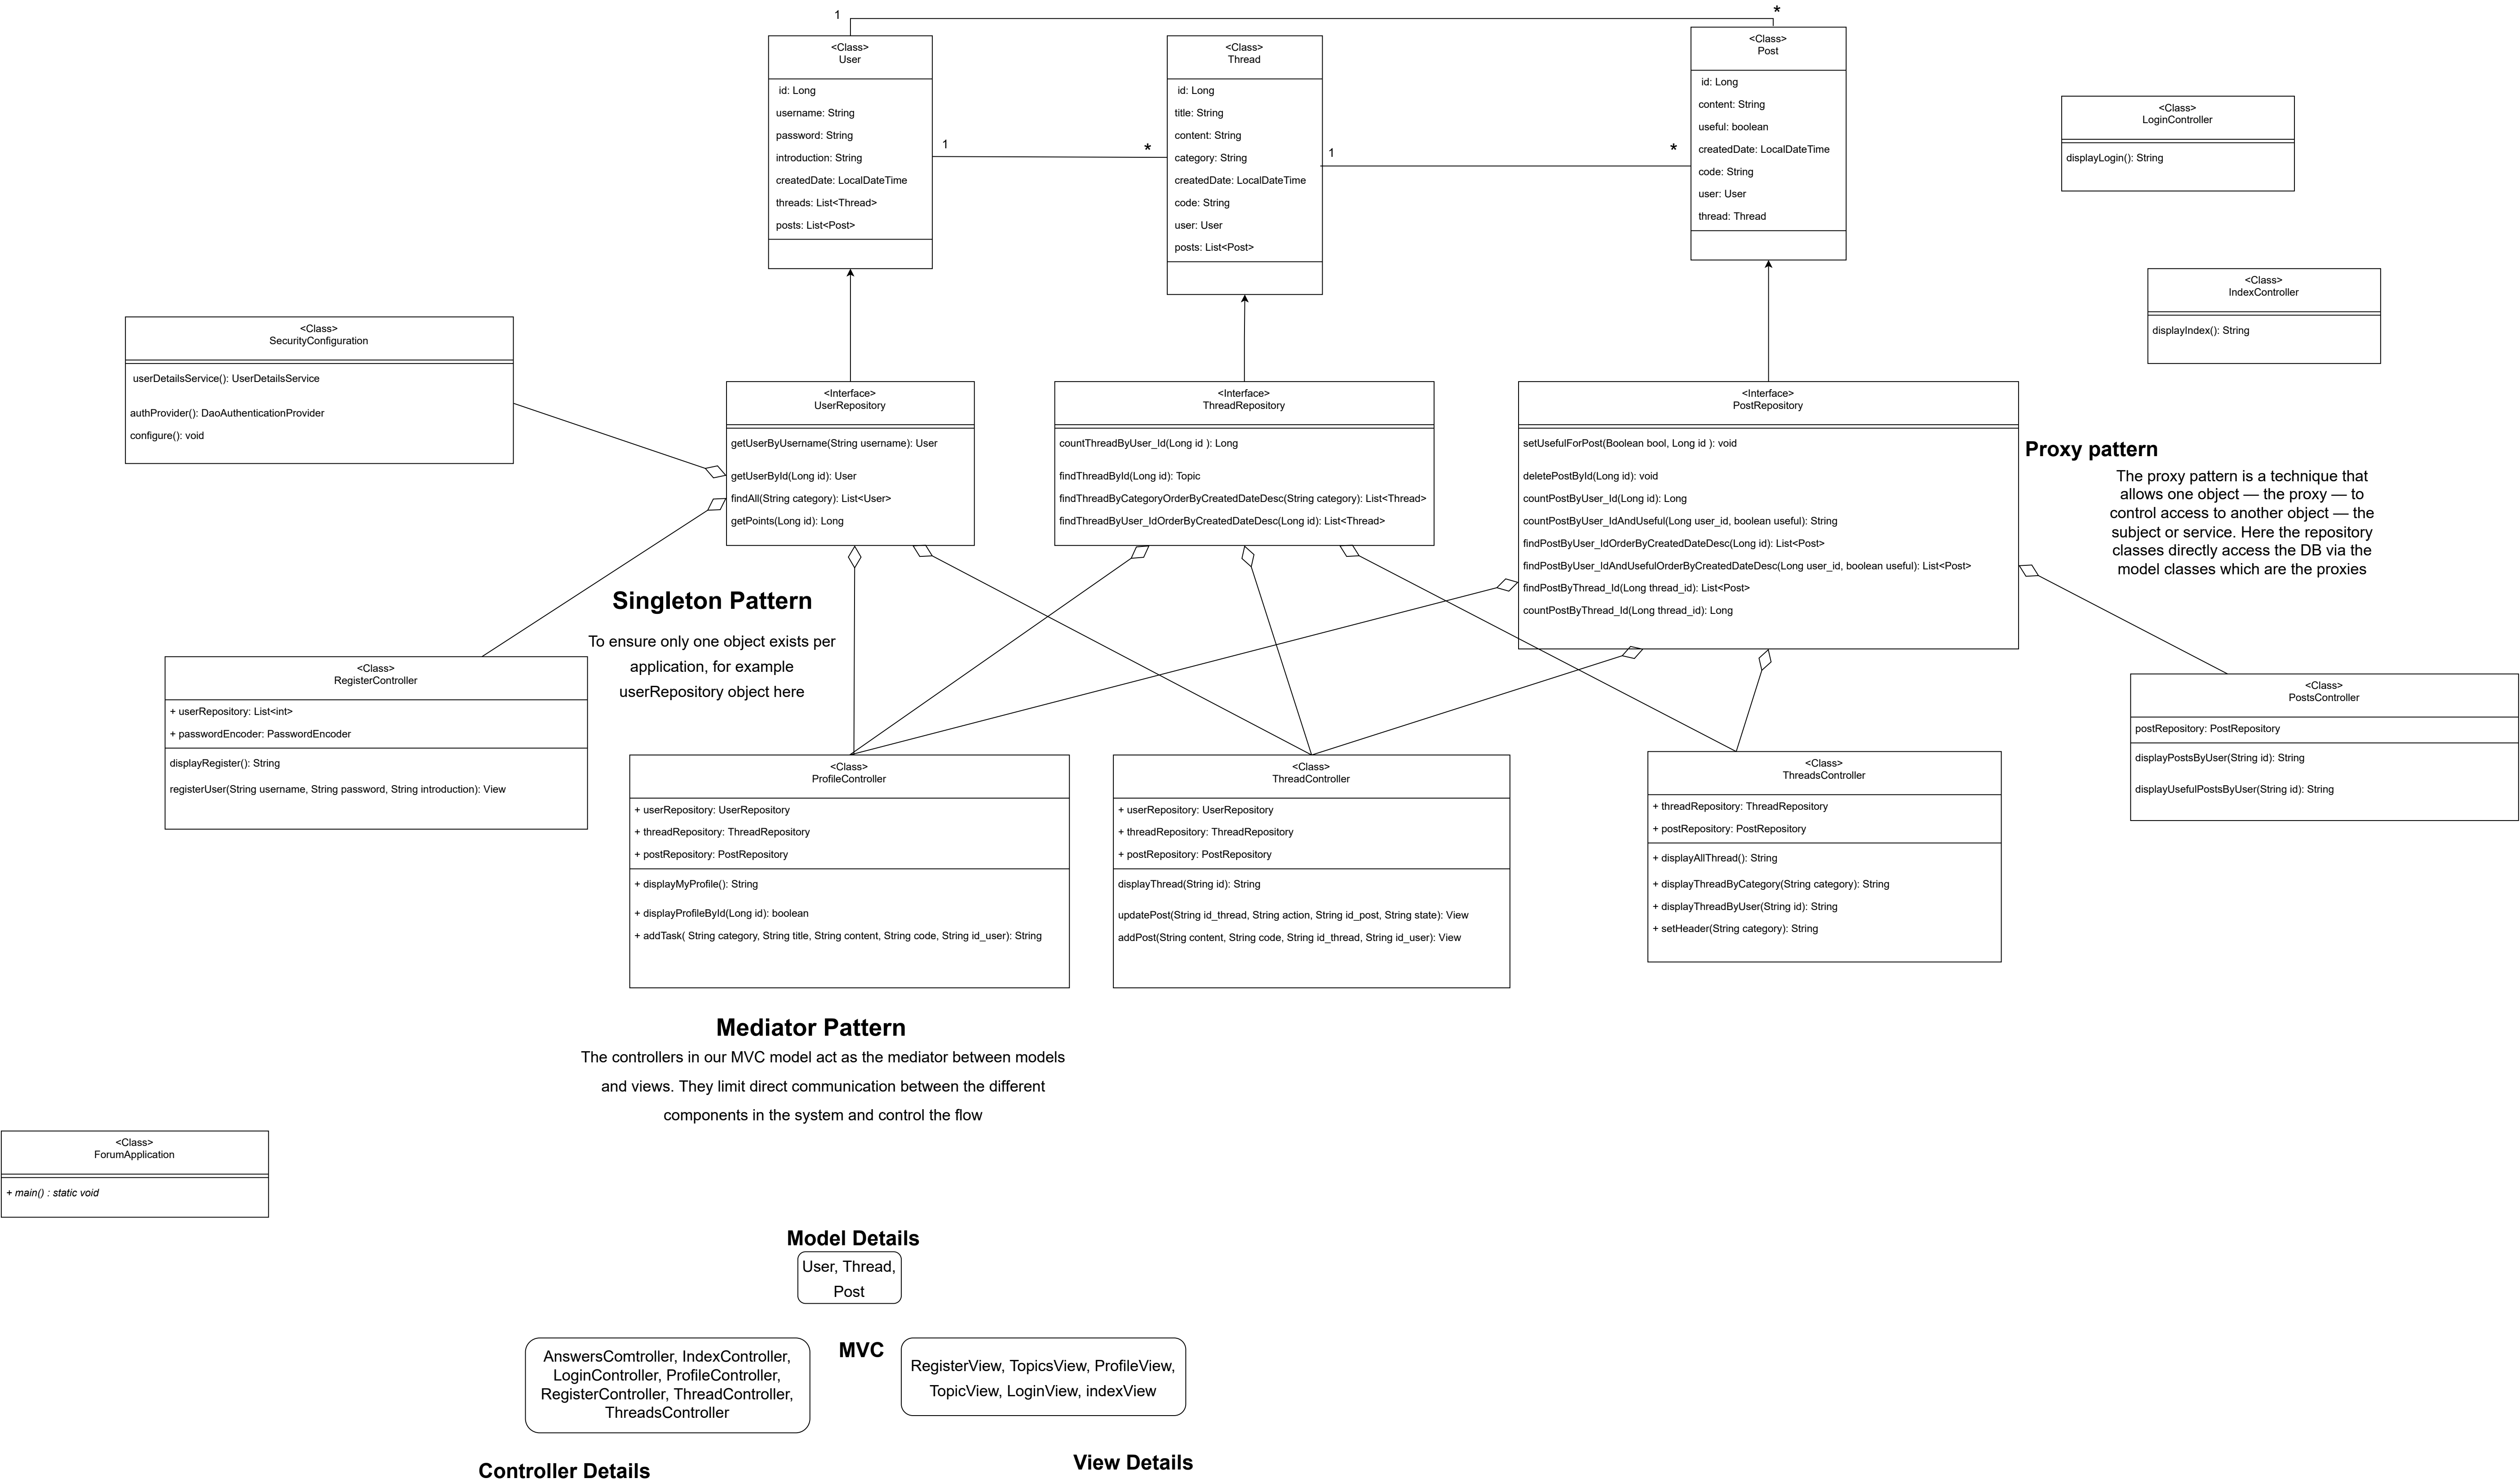 1
*
<Class>
User
id: Long
username: String
password: String
introduction: String
createdDate: LocalDateTime
threads: List<Thread>
posts: List<Post>
1
*
<Class>
Thread
id: Long
title: String
content: String
category: String
createdDate: LocalDateTime
code: String
user: User
posts: List<Post>
1
*
<Class>
Post
id: Long
content: String
useful: boolean
createdDate: LocalDateTime
code: String
user: User
thread: Thread
<Class>
LoginController
displayLogin(): String
<Class>
IndexController
displayIndex(): String
<Class>
SecurityConfiguration
userDetailsService(): UserDetailsService
authProvider(): DaoAuthenticationProvider
configure(): void
<Interface>
UserRepository
getUserByUsername(String username): User
getUserById(Long id): User
findAll(String category): List<User>
getPoints(Long id): Long
<Interface>
ThreadRepository
countThreadByUser_Id(Long id ): Long
findThreadById(Long id): Topic
findThreadByCategoryOrderByCreatedDateDesc(String category): List<Thread>
findThreadByUser_IdOrderByCreatedDateDesc(Long id): List<Thread>
<Interface>
PostRepository
setUsefulForPost(Boolean bool, Long id ): void
deletePostById(Long id): void
countPostByUser_Id(Long id): Long
countPostByUser_IdAndUseful(Long user_id, boolean useful): String
findPostByUser_IdOrderByCreatedDateDesc(Long id): List<Post>
findPostByUser_IdAndUsefulOrderByCreatedDateDesc(Long user_id, boolean useful): List<Post>
findPostByThread_Id(Long thread_id): List<Post>
countPostByThread_Id(Long thread_id): Long
Proxy pattern
The proxy pattern is a technique that
allows one object — the proxy — to
control access to another object — the
subject or service. Here the repository
classes directly access the DB via the
model classes which are the proxies
Singleton Pattern
To ensure only one object exists per
application, for example
userRepository object here
<Class>
RegisterController
+ userRepository: List<int>
+ passwordEncoder: PasswordEncoder
displayRegister(): String
registerUser(String username, String password, String introduction): View
<Class>
ProfileController
+ userRepository: UserRepository
+ threadRepository: ThreadRepository
+ postRepository: PostRepository
+ displayMyProfile(): String
+ displayProfileById(Long id): boolean
+ addTask( String category, String title, String content, String code, String id_user): String
<Class>
ThreadController
+ userRepository: UserRepository
+ threadRepository: ThreadRepository
+ postRepository: PostRepository
displayThread(String id): String
updatePost(String id_thread, String action, String id_post, String state): View
addPost(String content, String code, String id_thread, String id_user): View
<Class>
ThreadsController
+ threadRepository: ThreadRepository
+ postRepository: PostRepository
+ displayAllThread(): String
+ displayThreadByCategory(String category): String
+ displayThreadByUser(String id): String
+ setHeader(String category): String
<Class>
PostsController
postRepository: PostRepository
displayPostsByUser(String id): String
displayUsefulPostsByUser(String id): String
Mediator Pattern
The controllers in our MVC model act as the mediator between models
and views. They limit direct communication between the different
components in the system and control the flow
<Class>
ForumApplication
+ main() : static void
Model Details
User, Thread,
Post
MVC
AnswersComtroller, IndexController,
LoginController, ProfileController,
RegisterController, ThreadController,
ThreadsController
RegisterView, TopicsView, ProfileView,
TopicView, LoginView, indexView
Controller Details
View Details